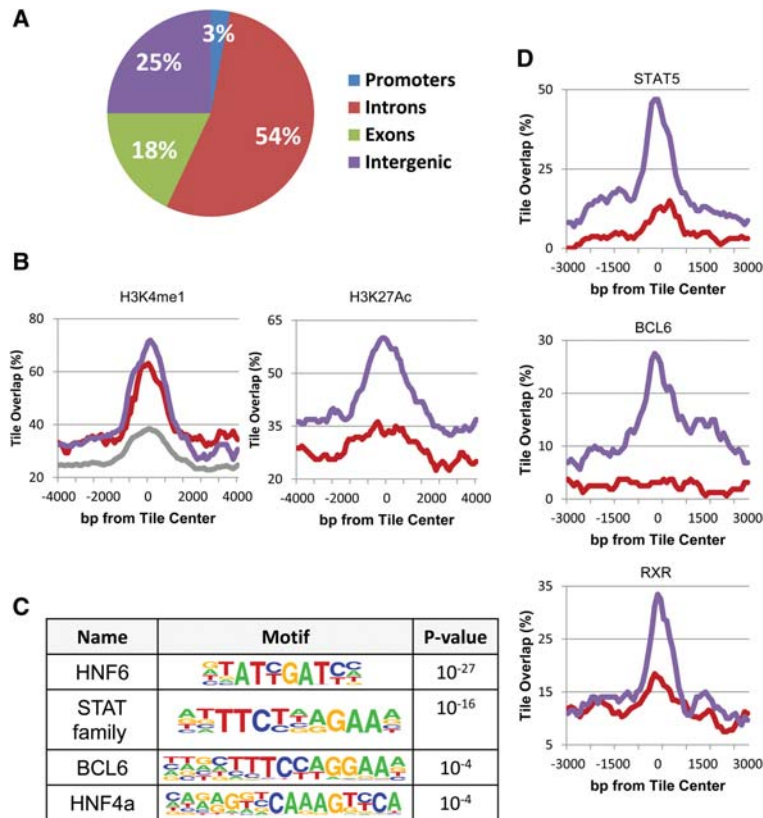 A
3%
25%
18%
54%
Promoters
Introns
Exons
Intergenic
B
H3K4me1
Tile Overlap (%)
80
60
40
20
-4000 -2000 0 2000 4000
bp from Tile Center
H3K27Ac
Tile Overlap (%)
65
50
35
20
-4000 -2000 0 2000 4000
bp from Tile Center
C
Name Motif P-value
HNF6 TATTGATC 10-27
STAT family TTCTAGAA 10-16
BCL6 CTTTCCAGGAAA 10-4
HNF4a CAGAGGTCAAAGTCCA 10-4
D
STAT5
Tile Overlap (%)
50
25
0
-3000 -1500 0 1500 3000
bp from Tile Center
BCL6
Tile Overlap (%)
30
20
10
0
-3000 -1500 0 1500 3000
bp from Tile Center
RXR
Tile Overlap (%)
35
25
15
5
-3000 -1500 0 1500 3000
bp from Tile Center